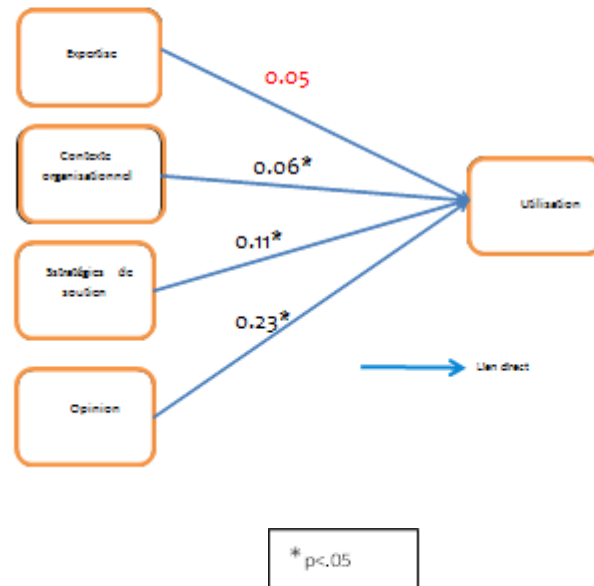 Expertise
0.05
Contexte
organisationnel
0.06*
Utilisation
Stratégies de
soutien
0.11*
0.23*
Lien direct
Opinion
* p<.05